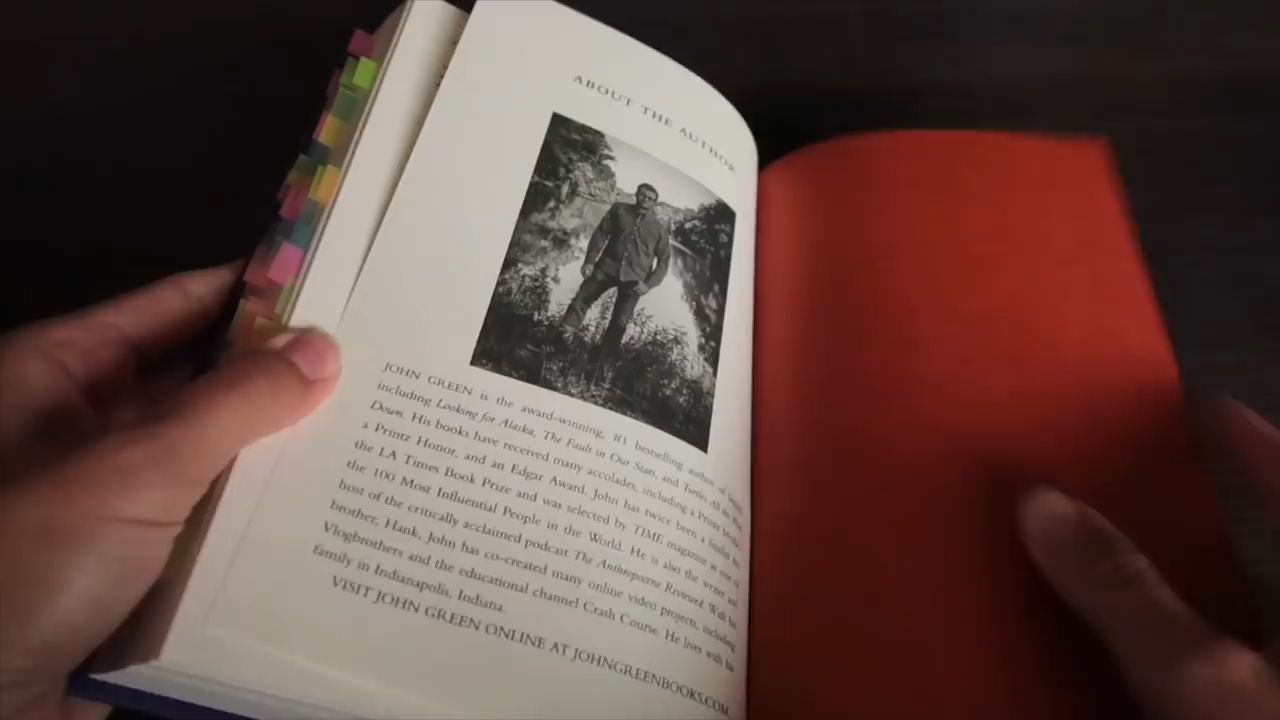 ABOUT THE AUTHOR
JOHN GREEN is the award-winning, #1 bestselling author of
including Looking for Alaska, The Fault in Our Stars, and Turtles All the Way
Down. His books have received many accolades, including a Printz Medal,
a Printz Honor, and an Edgar Award. John has twice been a finalist for
the LA Times Book Prize and was selected by TIME magazine as one of
the 100 Most Influential People in the World. He is also the writer and
host of the critically acclaimed podcast The Anthropocene Reviewed. With his
brother, Hank, John has co-created many online video projects, including
Vlogbrothers and the educational channel Crash Course. He lives with his
family in Indianapolis, Indiana.
VISIT JOHN GREEN ONLINE AT JOHNGREENBOOKS.COM